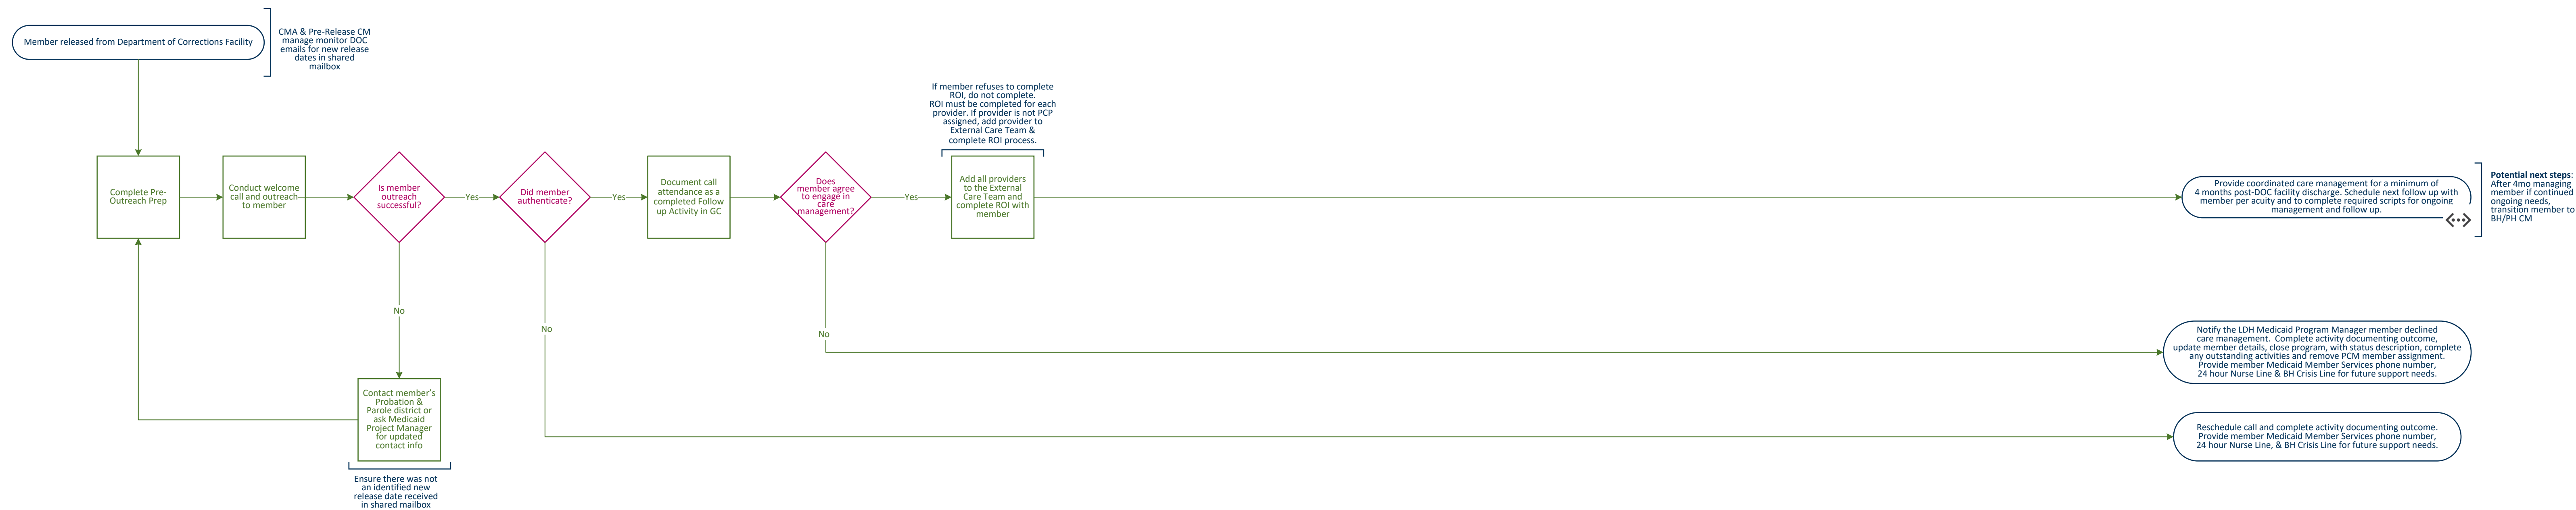 Member released from Department of Corrections Facility
CMA & Pre-Release CM
manage monitor DOC
emails for new release
dates in shared
mailbox
If member refuses to complete
ROI, do not complete.
ROI must be completed for each
provider. If provider is not PCP
assigned, add provider to
External Care Team &
complete ROI process.
Complete Pre-
Outreach Prep
Conduct welcome
call and outreach
to member
Is member
outreach
successful?
Yes
Did member
authenticate?
Yes
Document call
attendance as a
completed Follow
up Activity in GC
Does
member agree
to engage in
care
management?
Yes
Add all providers
to the External
Care Team and
complete ROI with
member
Provide coordinated care management for a minimum of
4 months post-DOC facility discharge. Schedule next follow up with
member per acuity and to complete required scripts for ongoing
management and follow up.
Potential next steps:
After 4mo managing
member if continued
ongoing needs,
transition member to
BH/PH CM
No
No
No
Notify the LDH Medicaid Program Manager member declined
care management. Complete activity documenting outcome,
update member details, close program, with status description, complete
any outstanding activities and remove PCM member assignment.
Provide member Medicaid Member Services phone number,
24 hour Nurse Line & BH Crisis Line for future support needs.
Contact member's
Probation &
Parole district or
ask Medicaid
Project Manager
for updated
contact info
Reschedule call and complete activity documenting outcome.
Provide member Medicaid Member Services phone number,
24 hour Nurse Line, & BH Crisis Line for future support needs.
Ensure there was not
an identified new
release date received
in shared mailbox